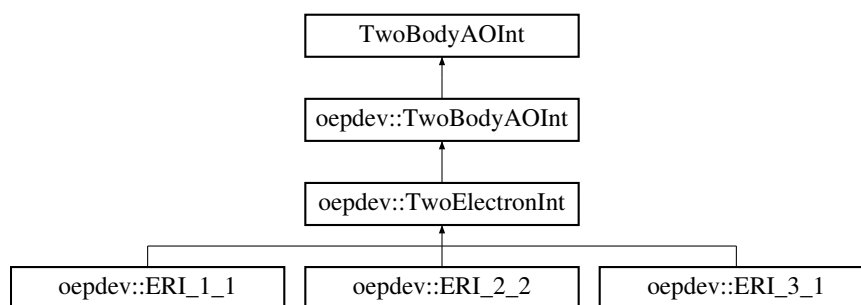 TwoBodyAOInt
oepdev::TwoBodyAOInt
oepdev::TwoElectronInt
oepdev::ERI_1_1 oepdev::ERI_2_2 oepdev::ERI_3_1